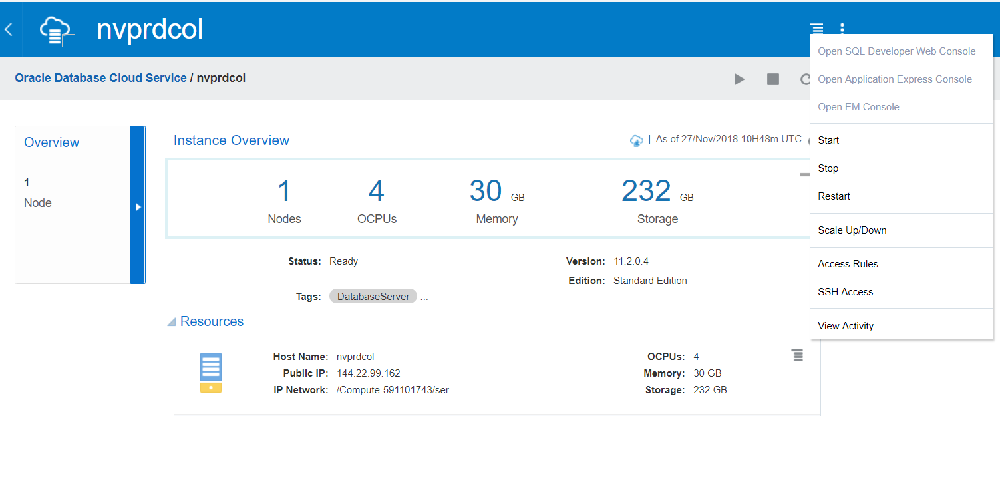 nvprdcol
Oracle Database Cloud Service / nvprdcol
Open SQL Developer Web Console
Open Application Express Console
Open EM Console
Start
Stop
Restart
Scale Up/Down
Access Rules
SSH Access
View Activity
Overview
1
Node
Instance Overview
| As of 27/Nov/2018 10H48m UTC
1
Nodes
4
OCPUs
30 GB
Memory
232 GB
Storage
Status: Ready
Version: 11.2.0.4
Edition: Standard Edition
Tags: DatabaseServer ...
Resources
Host Name: nvprdcol
Public IP: 144.22.99.162
IP Network: /Compute-591101743/ser...
OCPUs: 4
Memory: 30 GB
Storage: 232 GB